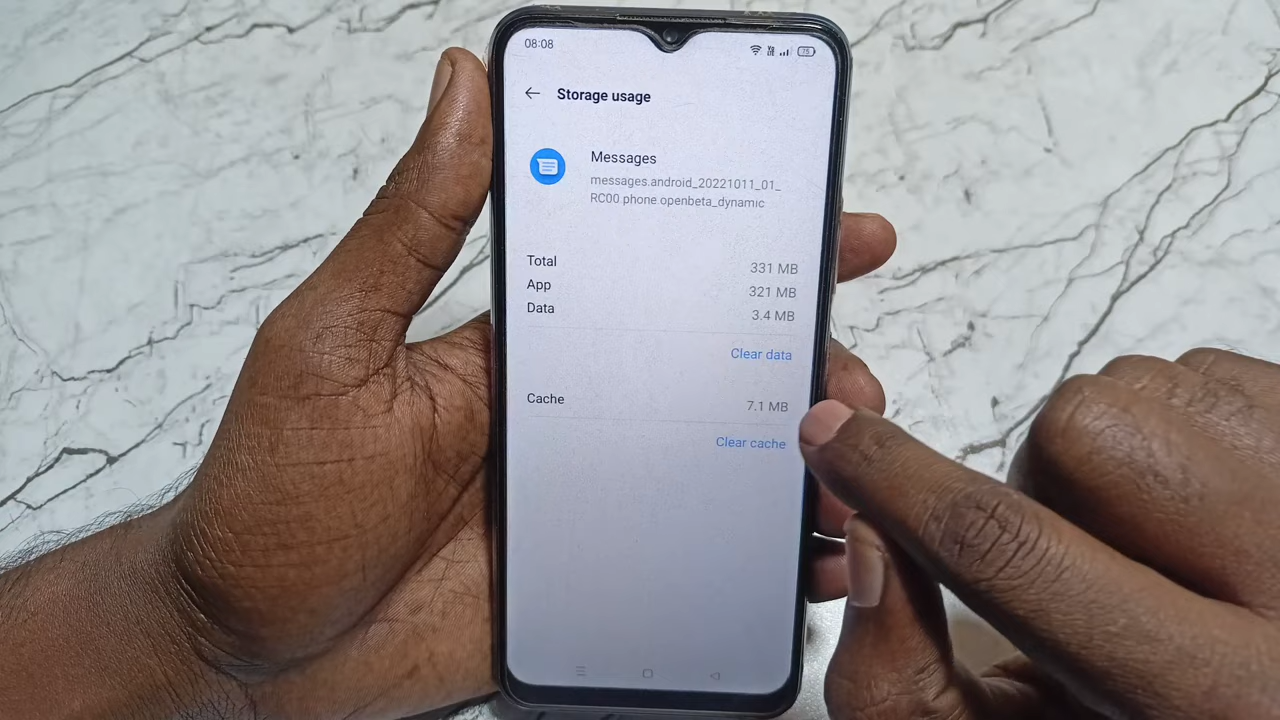 08:08
75
Storage usage
Messages
messages.android_20221011_01_
RC00 phone.openbeta_dynamic
Total 331 MB
App 321 MB
Data 3.4 MB
Clear data
Cache 7.1 MB
Clear cache